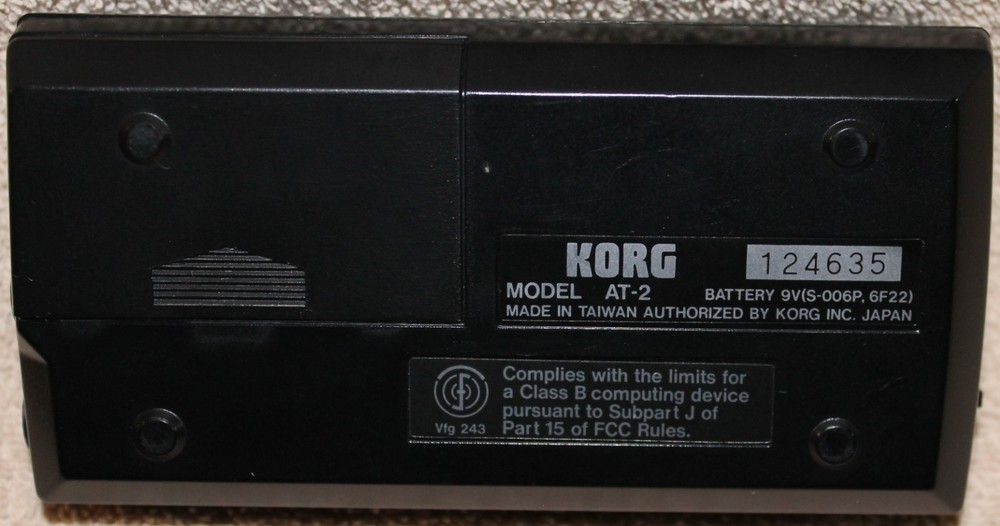 KORG 124635
MODEL AT-2 BATTERY 9V(S-006P, 6F22)
MADE IN TAIWAN AUTHORIZED BY KORG INC. JAPAN
Complies with the limits for
a Class B computing device
pursuant to Subpart J of
Part 15 of FCC Rules.
Vfg 243